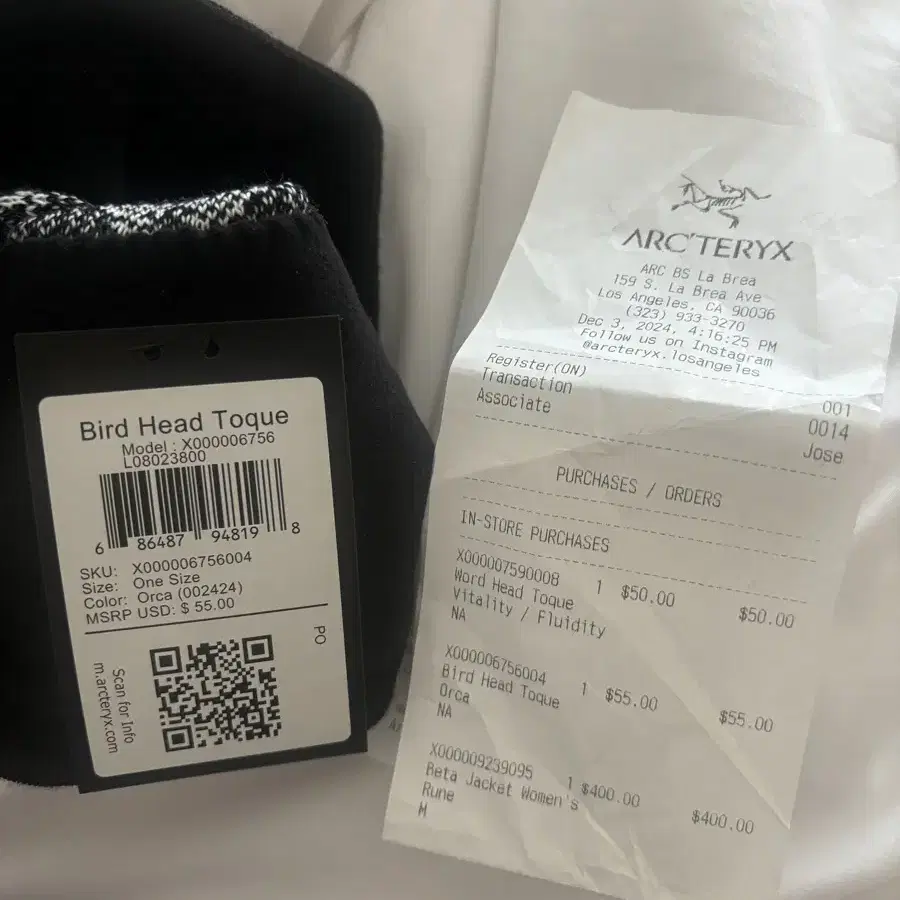 Bird Head Toque
Model : X000006756
L08023800
6 86487 94819 8
SKU: X000006756004
Size: One Size
Color: Orca (002424)
MSRP USD: $ 55.00
PO
Scan for Info
m.arcteryx.com
ARC'TERYX
ARC BS La Brea
159 S. La Brea Ave
Los Angeles, CA 90036
(323) 933-3270
Dec 3, 2024, 4:16:25 PM
Follow us on Instagram
@arcteryx.losangeles
Register(ON) 001
Transaction 0014
Associate Jose
PURCHASES / ORDERS
IN-STORE PURCHASES
X000007590008 1 $50.00 $50.00
Word Head Toque
Vitality / Fluidity
NA
X000006756004 1 $55.00 $55.00
Bird Head Toque
Orca
NA
X000009239095 1 $400.00 $400.00
Beta Jacket Women's
Rune
M